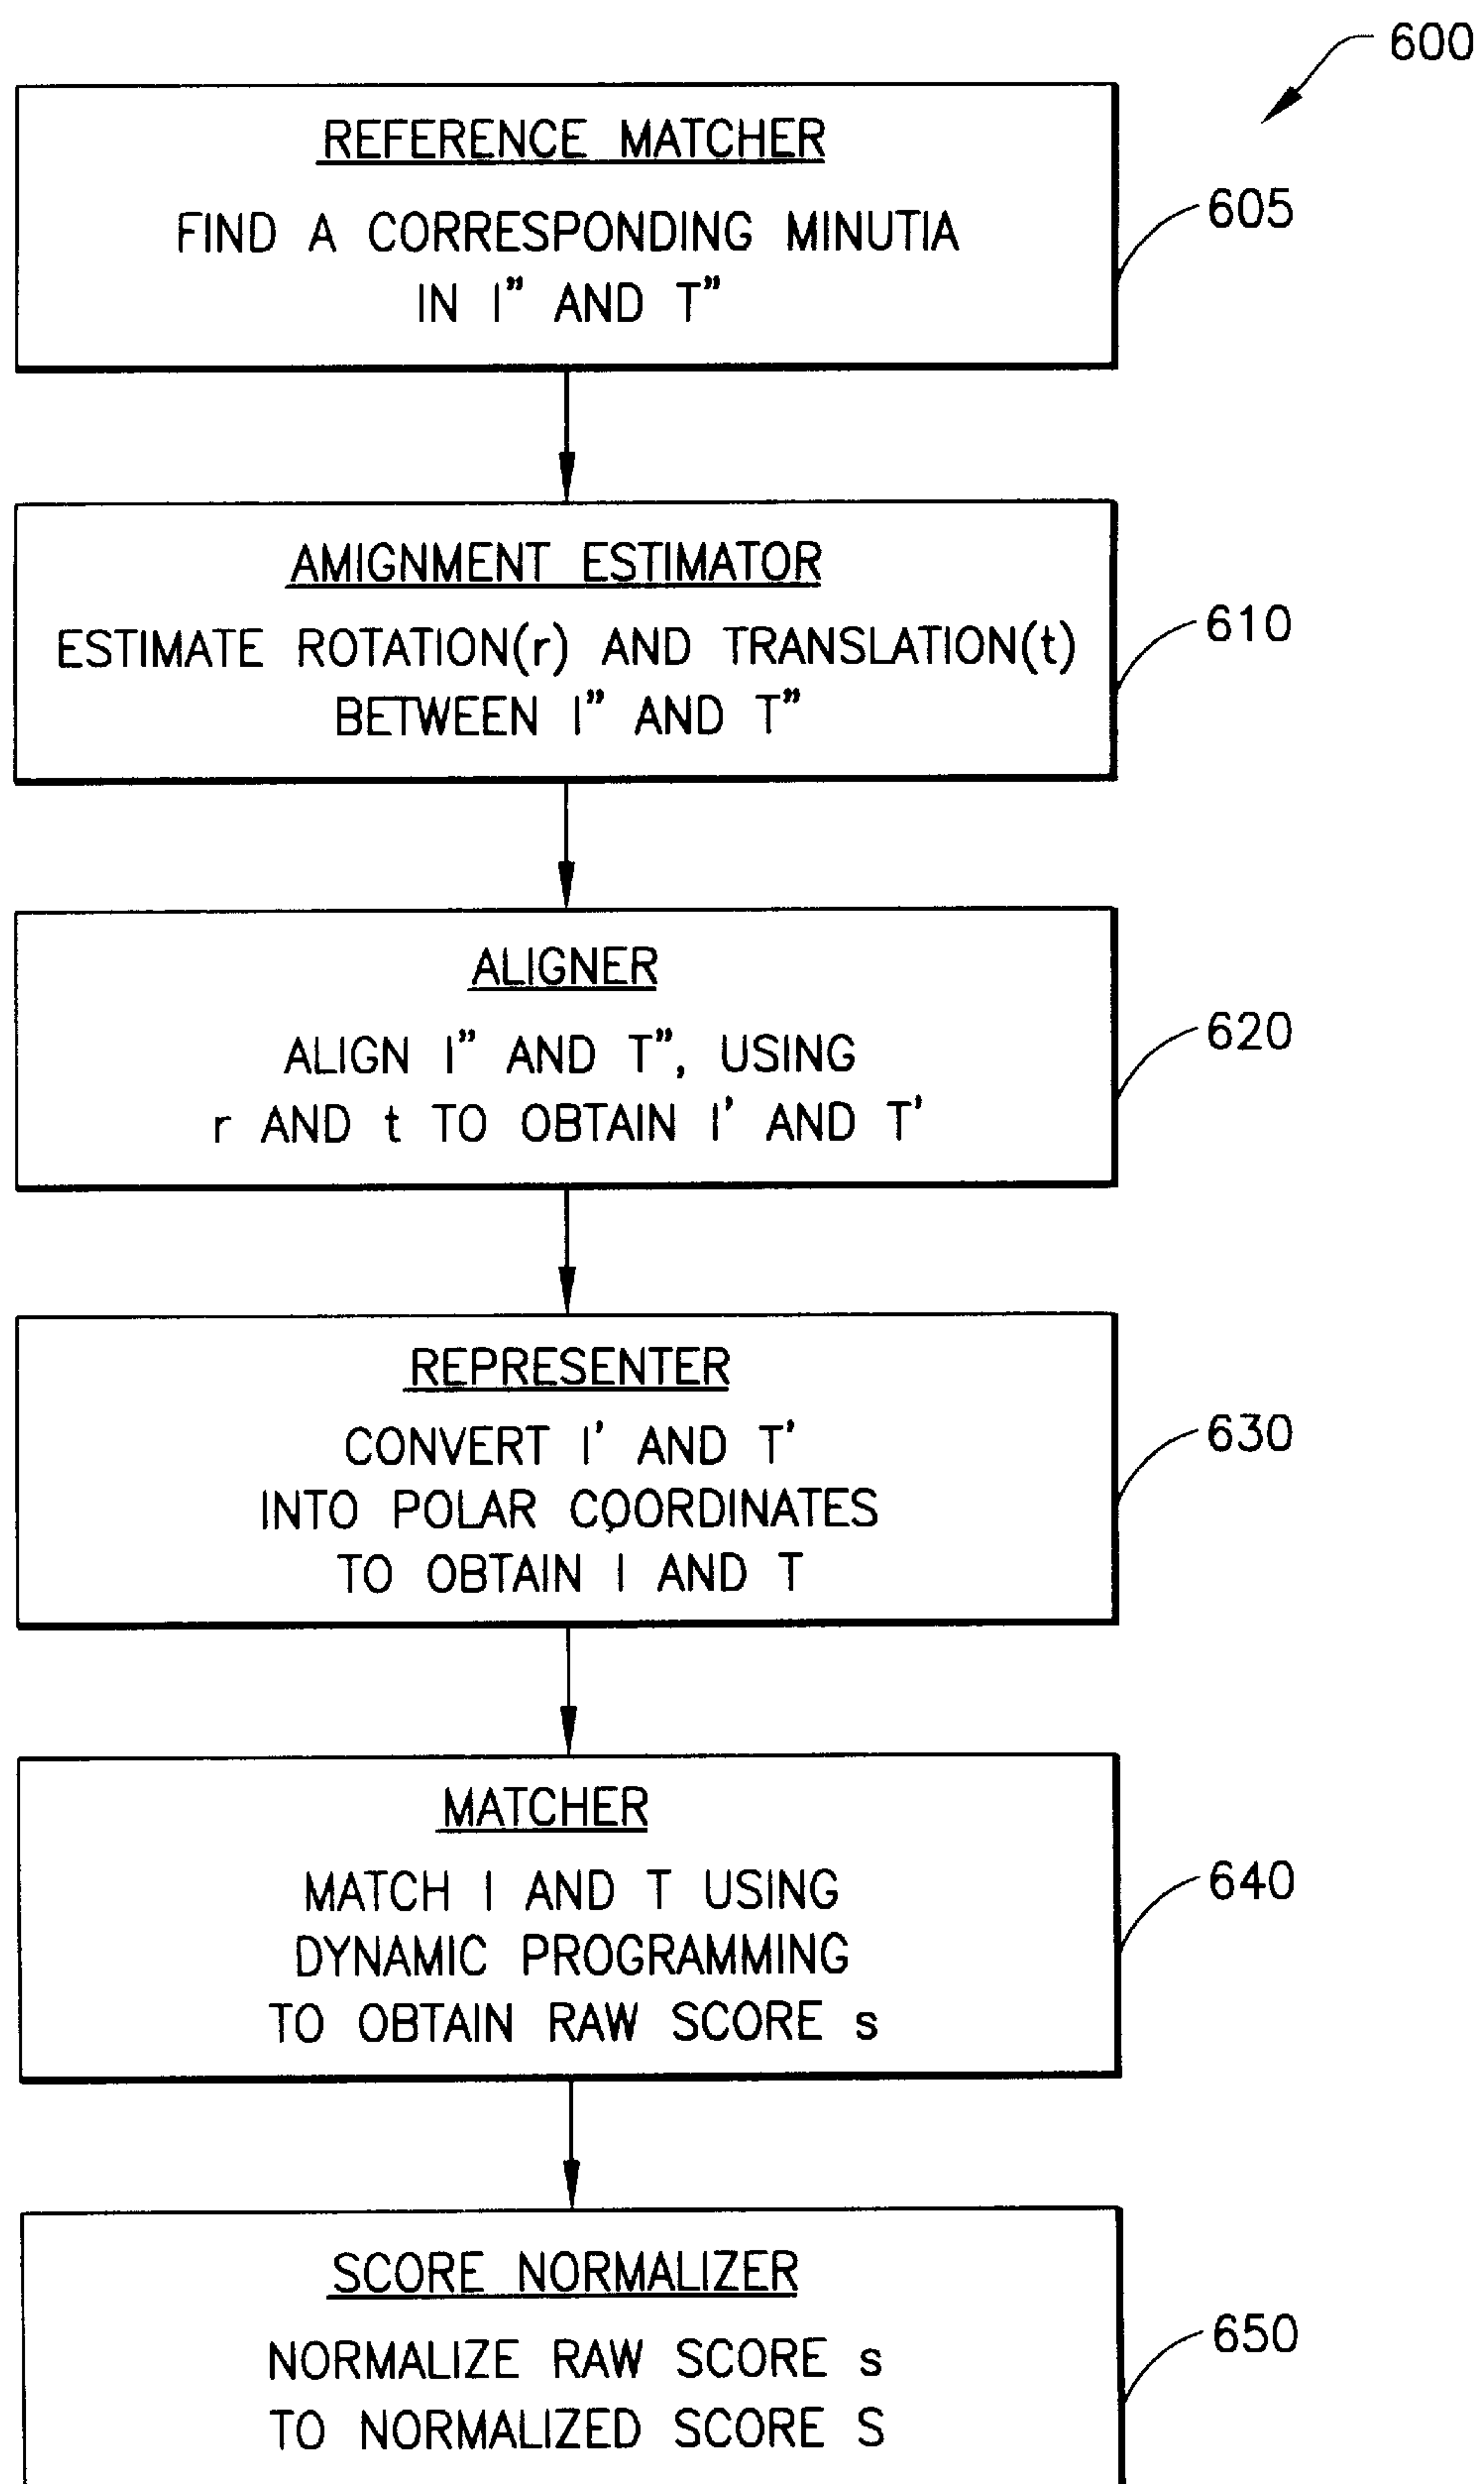 600
REFERENCE MATCHER
FIND A CORRESPONDING MINUTIA
IN I” AND T”
605
AMIGNMENT ESTIMATOR
ESTIMATE ROTATION(r) AND TRANSLATION(t)
BETWEEN I” AND T”
610
ALIGNER
ALIGN I” AND T”, USING
r AND t TO OBTAIN I’ AND T’
620
REPRESENTER
CONVERT I’ AND T’
INTO POLAR COORDINATES
TO OBTAIN I AND T
630
MATCHER
MATCH I AND T USING
DYNAMIC PROGRAMMING
TO OBTAIN RAW SCORE s
640
SCORE NORMALIZER
NORMALIZE RAW SCORE s
TO NORMALIZED SCORE S
650